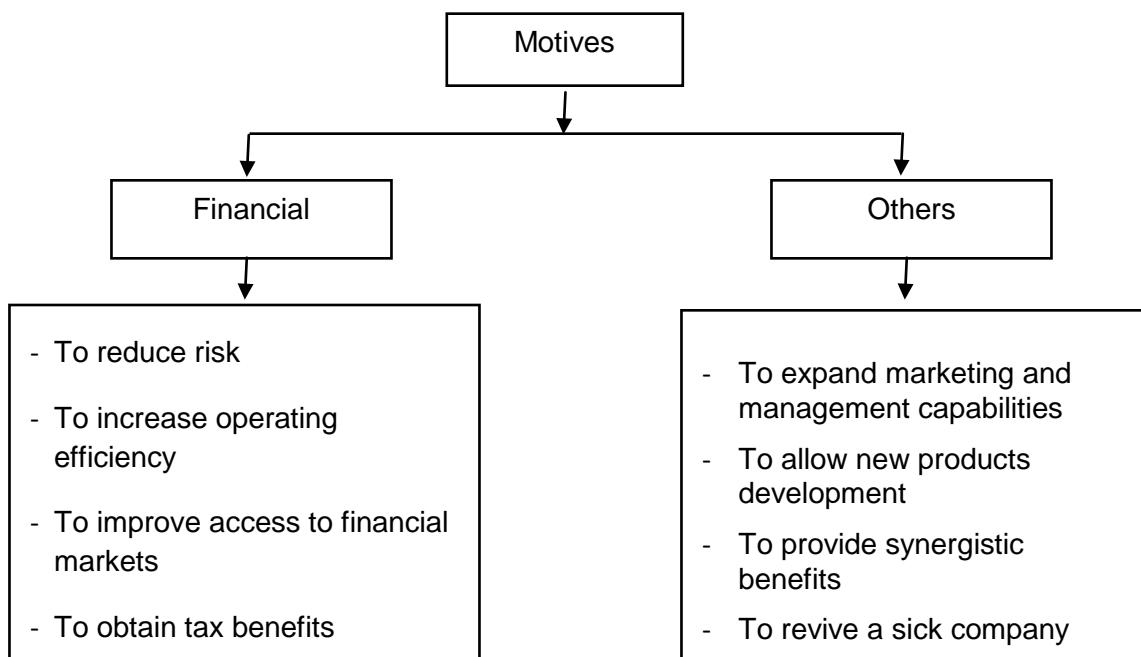 Motives
Financial
Others
- To reduce risk
- To increase operating
efficiency
- To improve access to financial
markets
- To obtain tax benefits
- To expand marketing and
management capabilities
- To allow new products
development
- To provide synergistic
benefits
- To revive a sick company